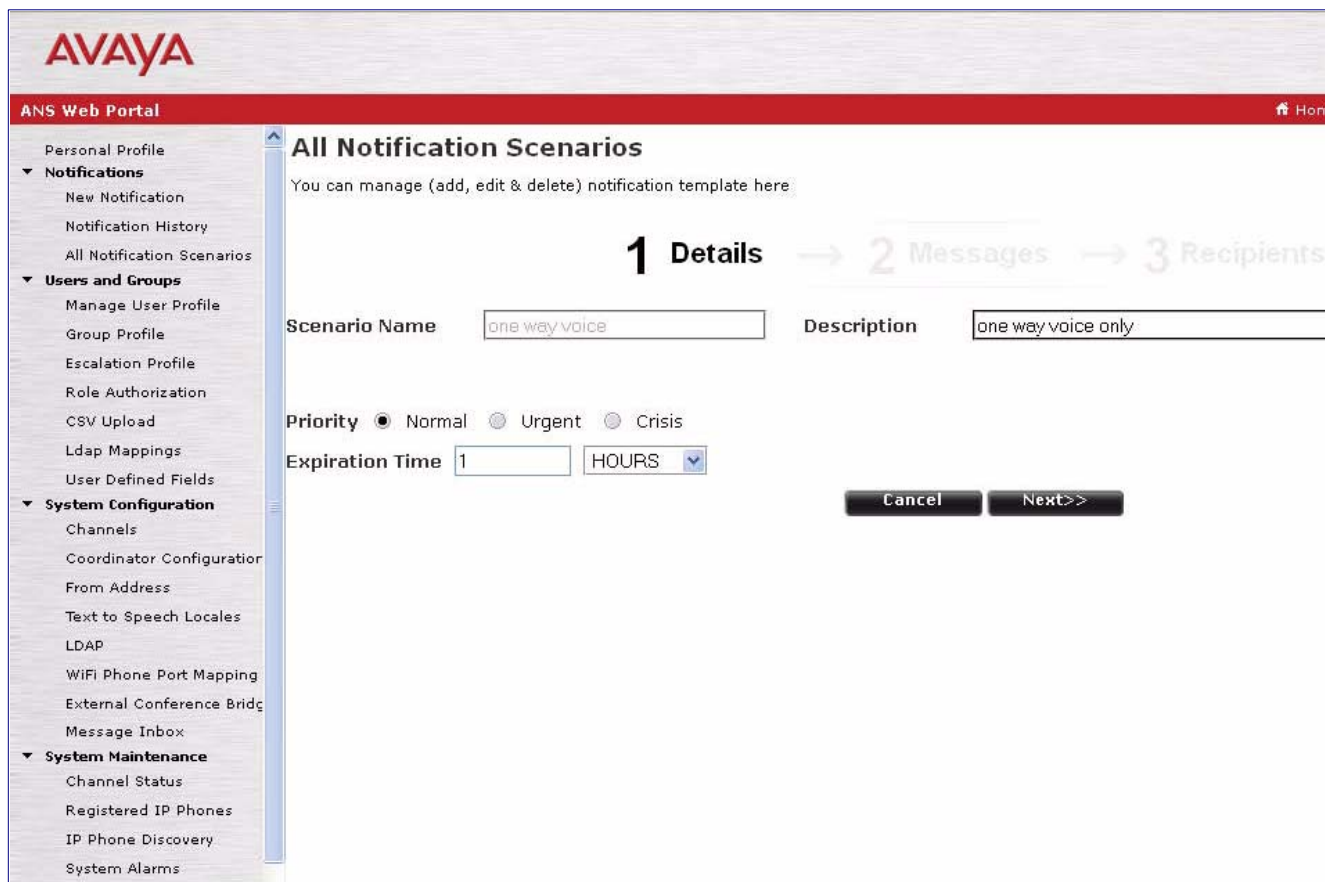 AVAYA
ANS Web Portal
Hom
Personal Profile
Notifications
New Notification
Notification History
All Notification Scenarios
Users and Groups
Manage User Profile
Group Profile
Escalation Profile
Role Authorization
CSV Upload
Ldap Mappings
User Defined Fields
System Configuration
Channels
Coordinator Configuration
From Address
Text to Speech Locales
LDAP
WiFi Phone Port Mapping
External Conference Bridg
Message Inbox
System Maintenance
Channel Status
Registered IP Phones
IP Phone Discovery
System Alarms
All Notification Scenarios
You can manage (add, edit & delete) notification template here
1 Details → 2 Messages → 3 Recipients
Scenario Name one way voice Description one way voice only
Priority Normal Urgent Crisis
Expiration Time 1 HOURS
Cancel Next>>